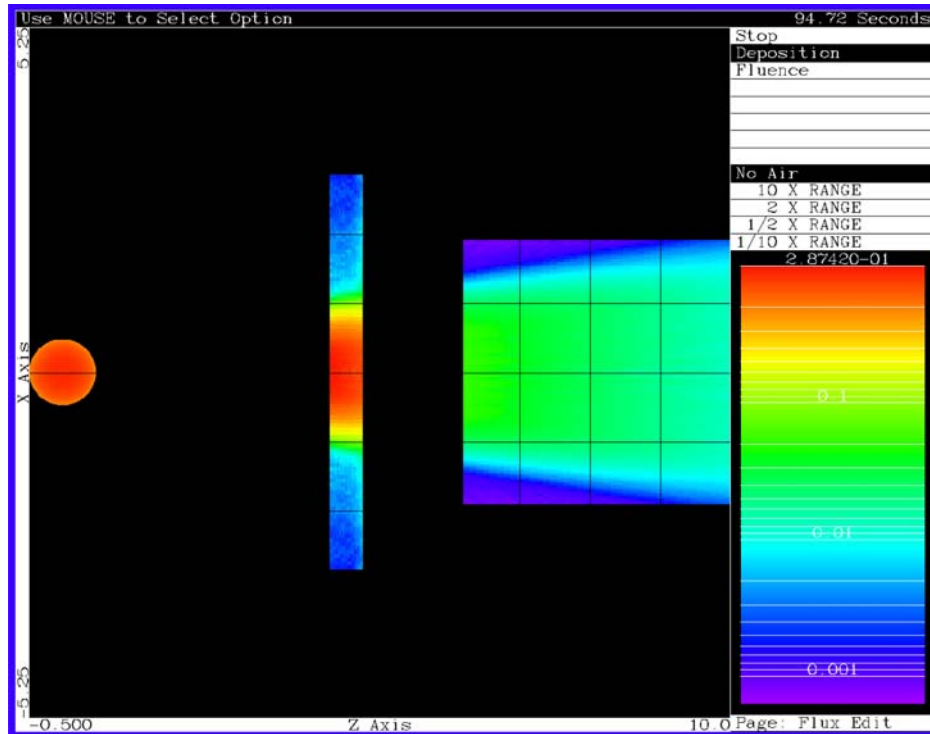 Use MOUSE to Select Option
94.72 Seconds
5.25
X Axis
-5.25
-0.500
Z Axis
10.0
Stop
Deposition
Fluence
No Air
10 X RANGE
2 X RANGE
1/2 X RANGE
1/10 X RANGE
2.87420-01
0.1
0.01
0.001
Page: Flux Edit